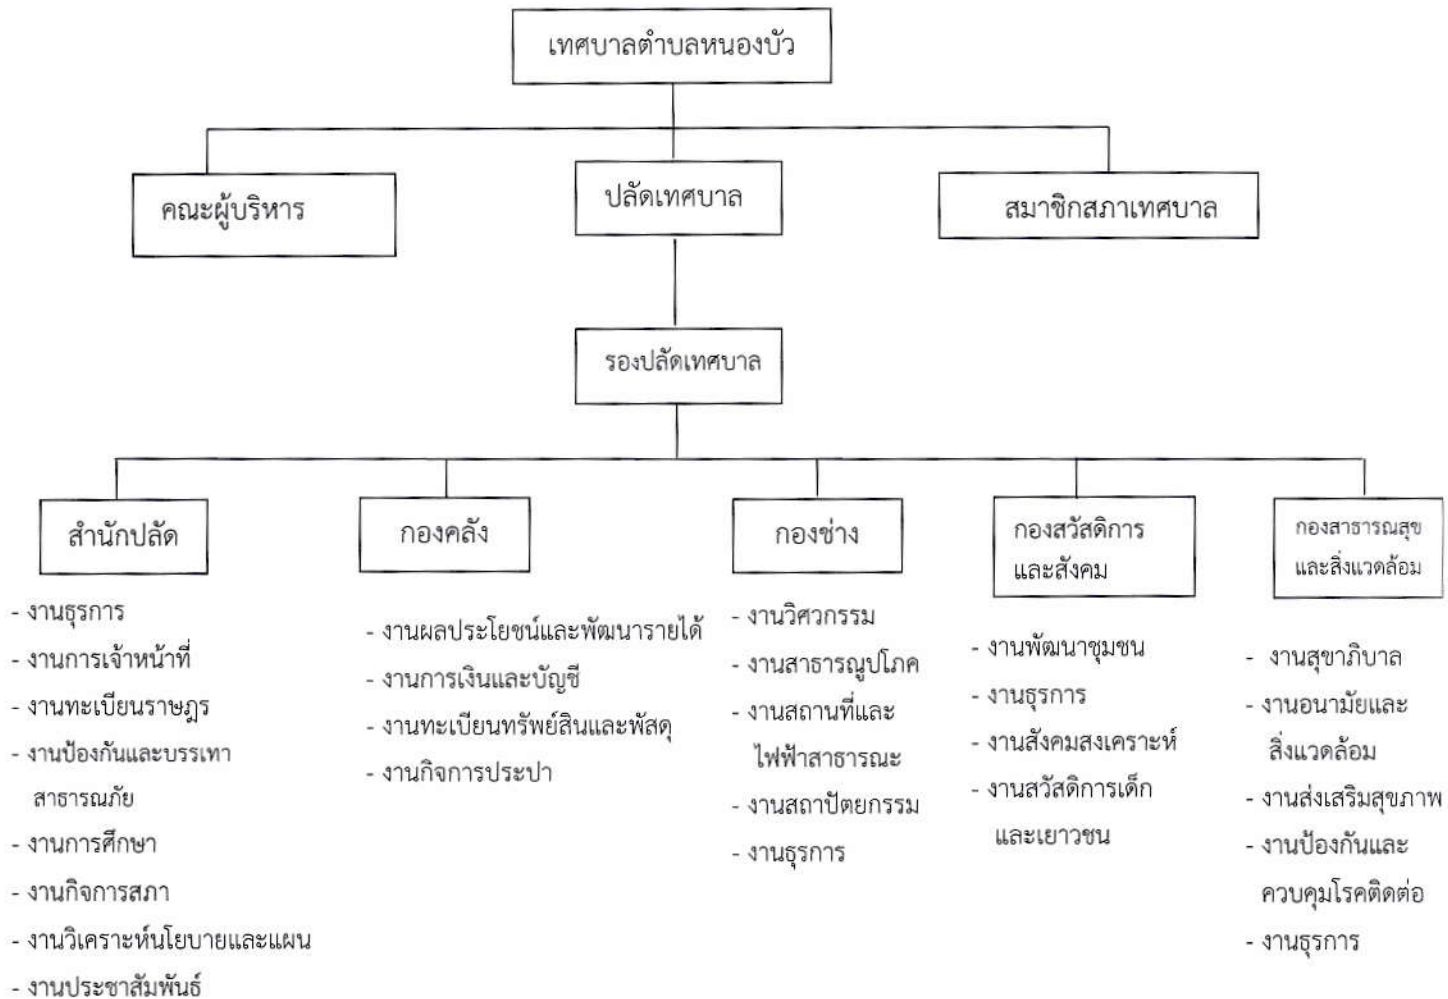 เทศบาลตำบลหนองบัว
คณะผู้บริหาร
ปลัดเทศบาล
สมาชิกสภาเทศบาล
รองปลัดเทศบาล
สำนักปลัด
- งานธุรการ
- งานการเจ้าหน้าที่
- งานทะเบียนราษฎร
- งานป้องกันและบรรเทา
สาธารณภัย
- งานการศึกษา
- งานกิจการสภา
- งานวิเคราะห์นโยบายและแผน
- งานประชาสัมพันธ์
กองคลัง
- งานผลประโยชน์และพัฒนารายได้
- งานการเงินและบัญชี
- งานทะเบียนทรัพย์สินและพัสดุ
- งานกิจการประปา
กองช่าง
- งานวิศวกรรม
- งานสาธารณูปโภค
- งานสถานที่และ
ไฟฟ้าสาธารณะ
- งานสถาปัตยกรรม
- งานธุรการ
กองสวัสดิการ
และสังคม
- งานพัฒนาชุมชน
- งานธุรการ
- งานสังคมสงเคราะห์
- งานสวัสดิการเด็ก
และเยาวชน
กองสาธารณสุข
และสิ่งแวดล้อม
- งานสุขาภิบาล
- งานอนามัยและ
สิ่งแวดล้อม
- งานส่งเสริมสุขภาพ
- งานป้องกันและ
ควบคุมโรคติดต่อ
- งานธุรการ